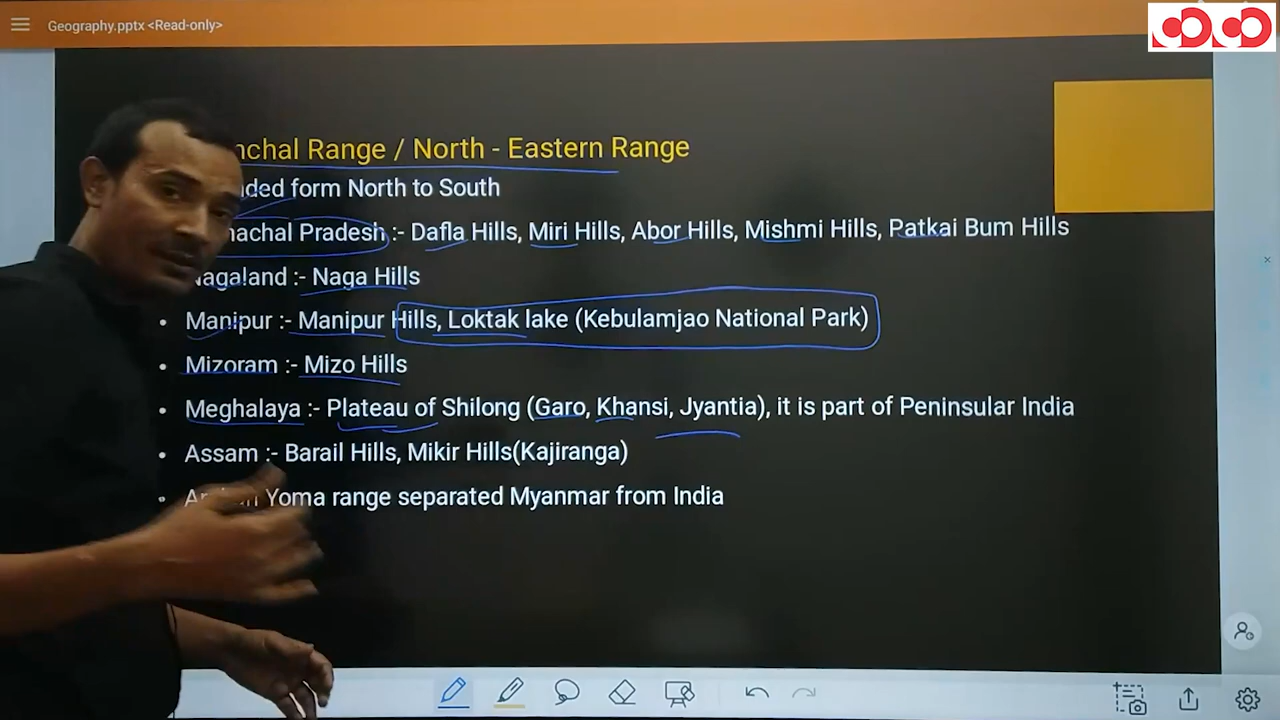 Geography.pptx <Read-only>
nchal Range / North - Eastern Range
ded form North to South
nachal Pradesh :- Dafla Hills, Miri Hills, Abor Hills, Mishmi Hills, Patkai Bum Hills
Nagaland :- Naga Hills
• Manipur :- Manipur Hills, Loktak lake (Kebulamjao National Park)
• Mizoram :- Mizo Hills
• Meghalaya :- Plateau of Shilong (Garo, Khansi, Jyantia), it is part of Peninsular India
• Assam :- Barail Hills, Mikir Hills(Kajiranga)
• Yoma range separated Myanmar from India